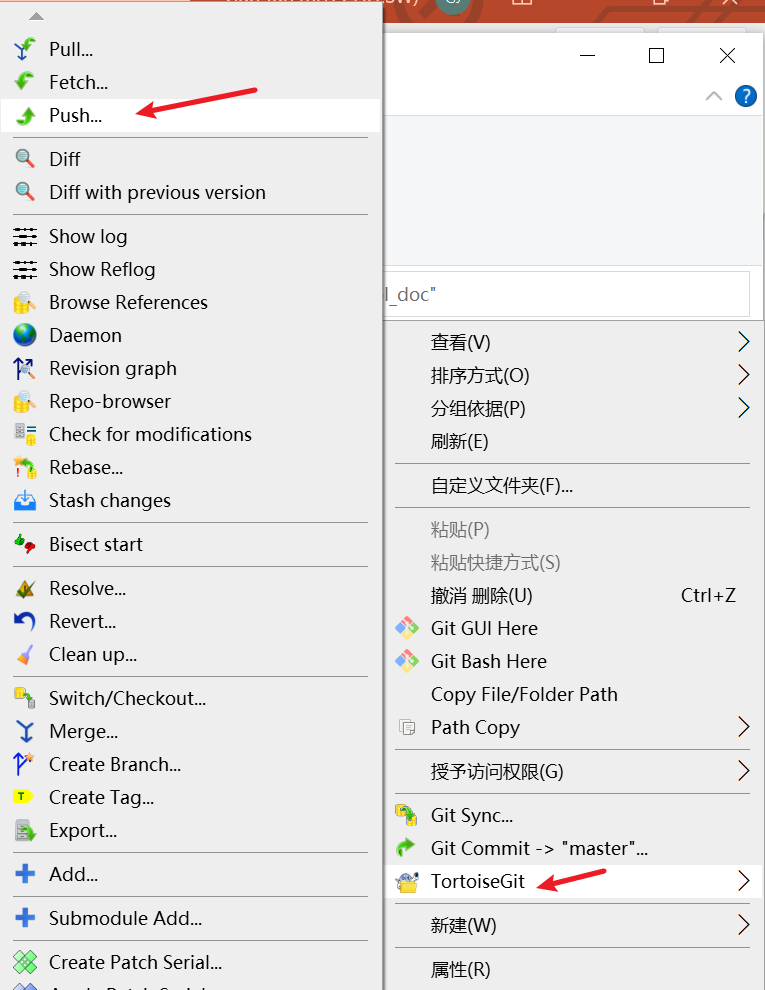 Pull...
Fetch...
Push...
Diff
Diff with previous version
Show log
Show Reflog
Browse References
Daemon
Revision graph
Repo-browser
Check for modifications
Rebase...
Stash changes
Bisect start
Resolve...
Revert...
Clean up...
Switch/Checkout...
Merge...
Create Branch...
Create Tag...
Export...
Add...
Submodule Add...
Create Patch Serial...
l_doc"
查看(V)
排序方式(O)
分组依据(P)
刷新(E)
自定义文件夹(F)...
粘贴(P)
粘贴快捷方式(S)
撤消 删除(U) Ctrl+Z
Git GUI Here
Git Bash Here
Copy File/Folder Path
Path Copy
授予访问权限(G)
Git Sync...
Git Commit -> "master"...
TortoiseGit
新建(W)
属性(R)